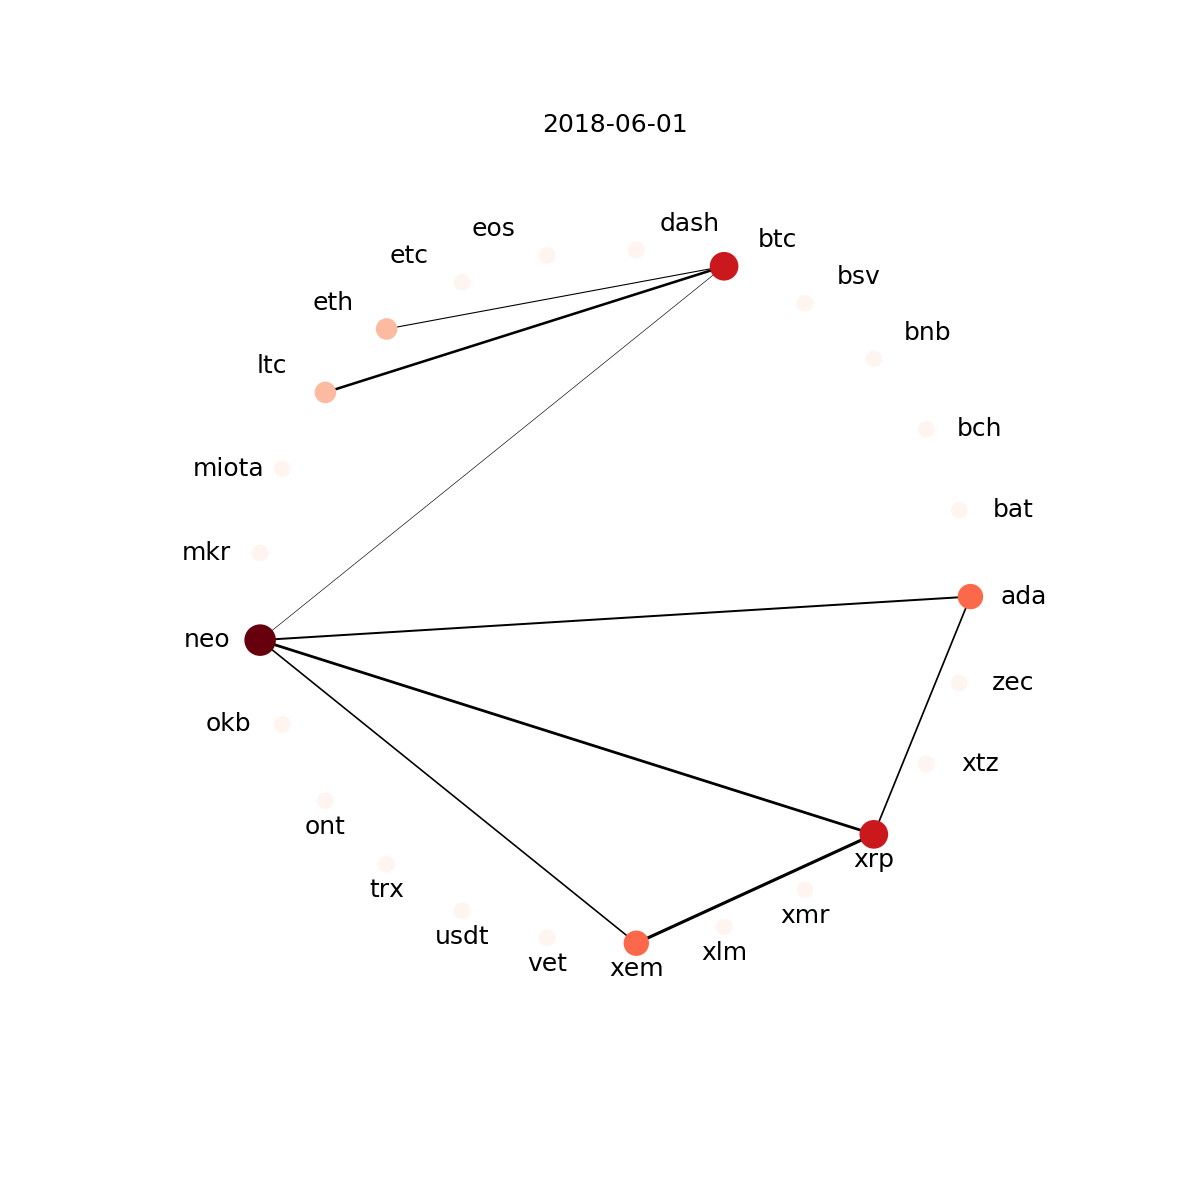 2018-06-01
dash
eos
btc
etc
bsv
eth
bnb
ltc
bch
miota
bat
mkr
ada
neo
zec
okb
xtz
ont
xrp
trx
xmr
usdt
xlm
vet
xem